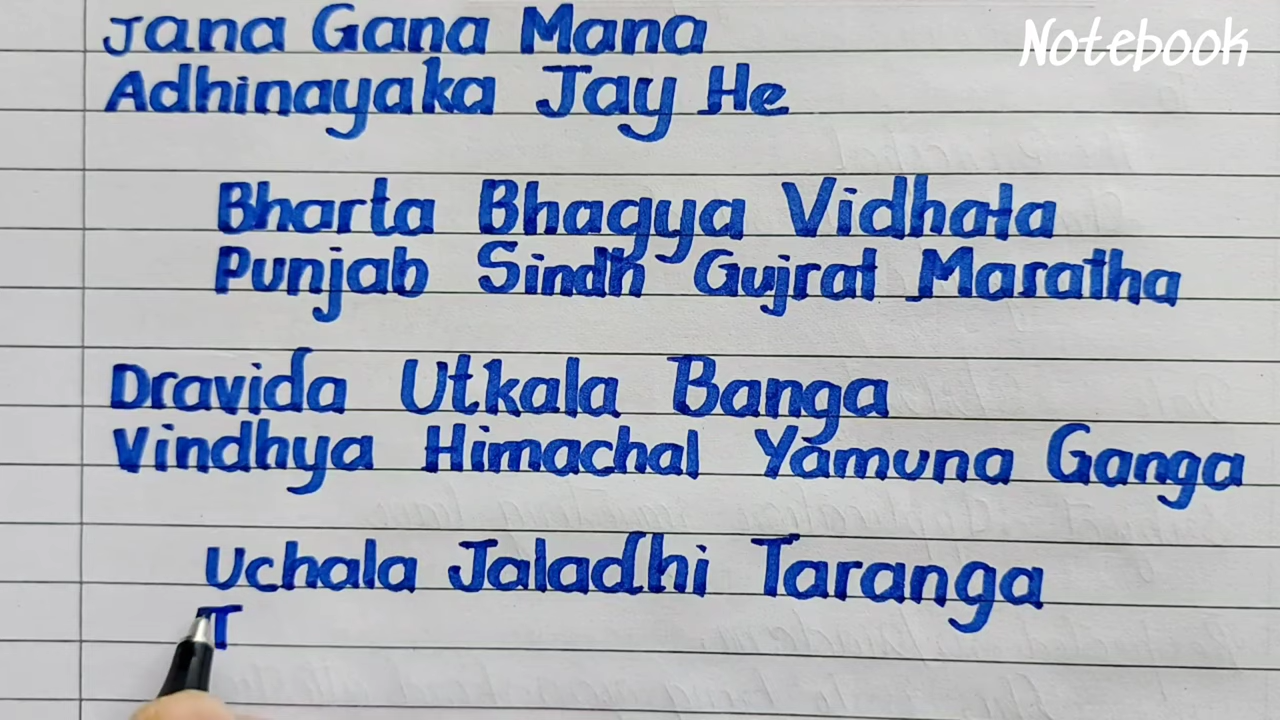 Notebook
Jana Gana Mana
Adhinayaka Jay He
Bharta Bhagya Vidhata
Punjab Sindh Gujrat Maratha
Dravida Utkala Banga
Vindhya Himachal Yamuna Ganga
Uchala Jaladhi Taranga
T